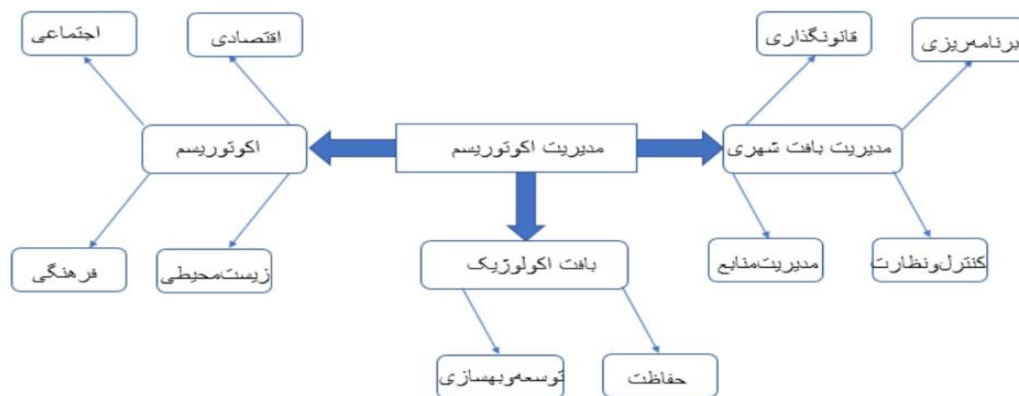 برنامه‌ریزی
قانونگذاری
اقتصادی
اجتماعی
مدیریت بافت شهری
مدیریت اکوتوریسم
اکوتوریسم
کنترل‌ونظارت
مدیریت‌منابع
بافت اکولوژیک
زیست‌محیطی
فرهنگی
حفاظت
توسعه‌وبهسازی